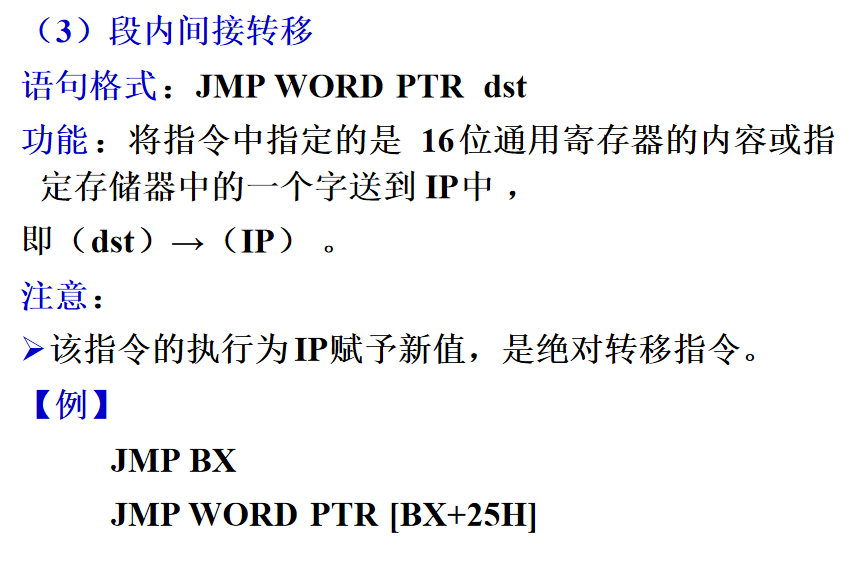 （3）段内间接转移
语句格式：JMP WORD PTR dst
功能：将指令中指定的是 16位通用寄存器的内容或指
定存储器中的一个字送到 IP中，
即（dst）→（IP）。
注意：
➢该指令的执行为IP赋予新值，是绝对转移指令。
【例】
JMP BX
JMP WORD PTR [BX+25H]